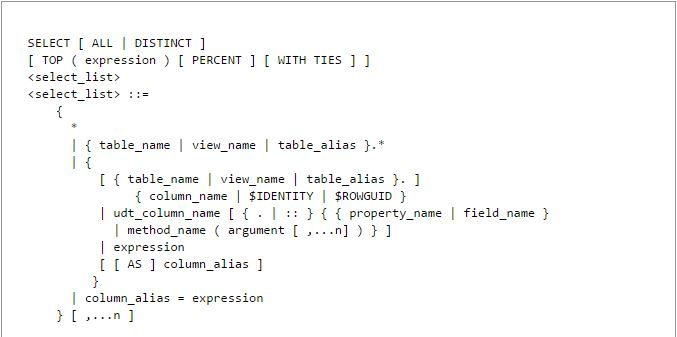 SELECT [ ALL | DISTINCT ]
[ TOP ( expression ) [ PERCENT ] [ WITH TIES ] ]
<select_list>
<select_list> ::=
    {
      *
      | { table_name | view_name | table_alias }.*
      | {
          [ { table_name | view_name | table_alias }. ]
               { column_name | $IDENTITY | $ROWGUID }
          | udt_column_name [ { . | :: } { { property_name | field_name }
            | method_name ( argument [ ,...n] ) } ]
          | expression
          [ [ AS ] column_alias ]
         }
      | column_alias = expression
    } [ ,...n ]